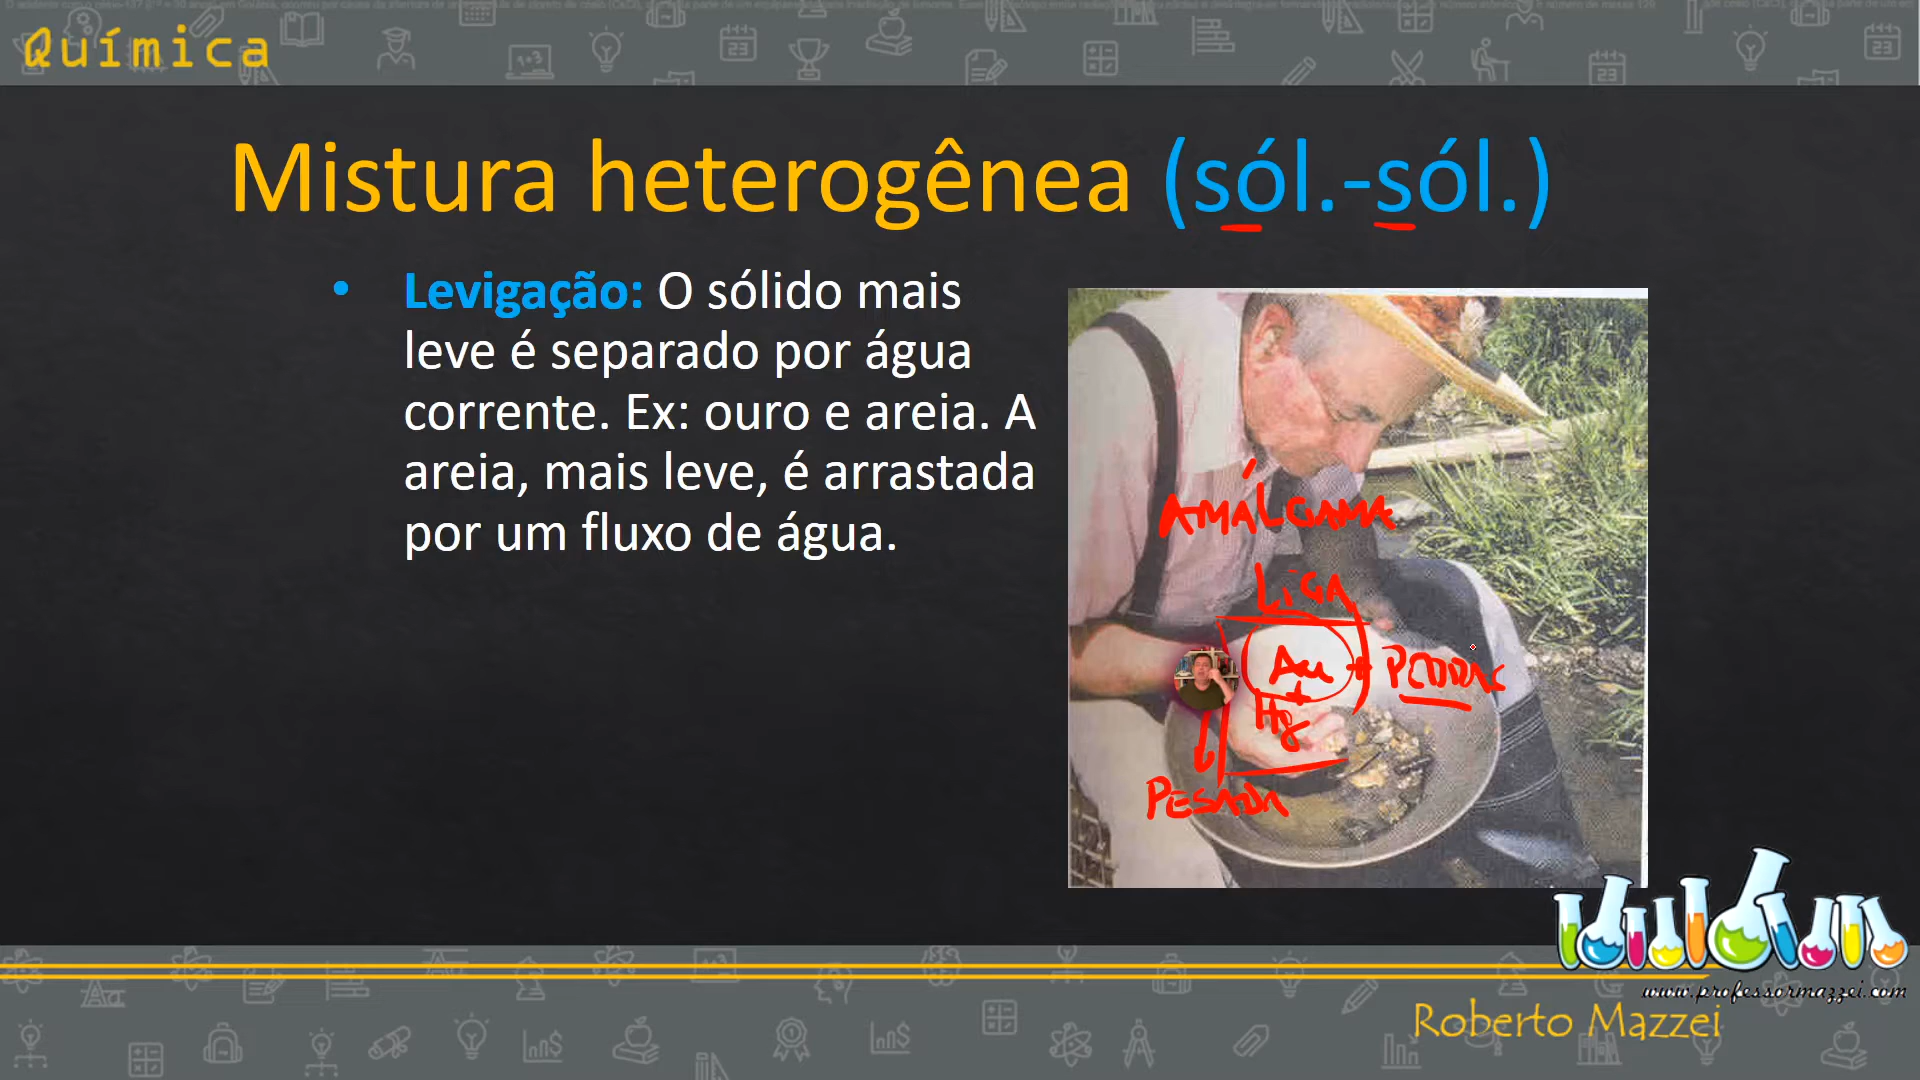 Química
Mistura heterogênea (sól.-sól.)
• Levigação: O sólido mais
leve é separado por água
corrente. Ex: ouro e areia. A
areia, mais leve, é arrastada
por um fluxo de água.
AMÁLGAMA
LIGA
Au + PEDRAS
+
Hg
PESADA
www.professormazzei.com
Roberto Mazzei